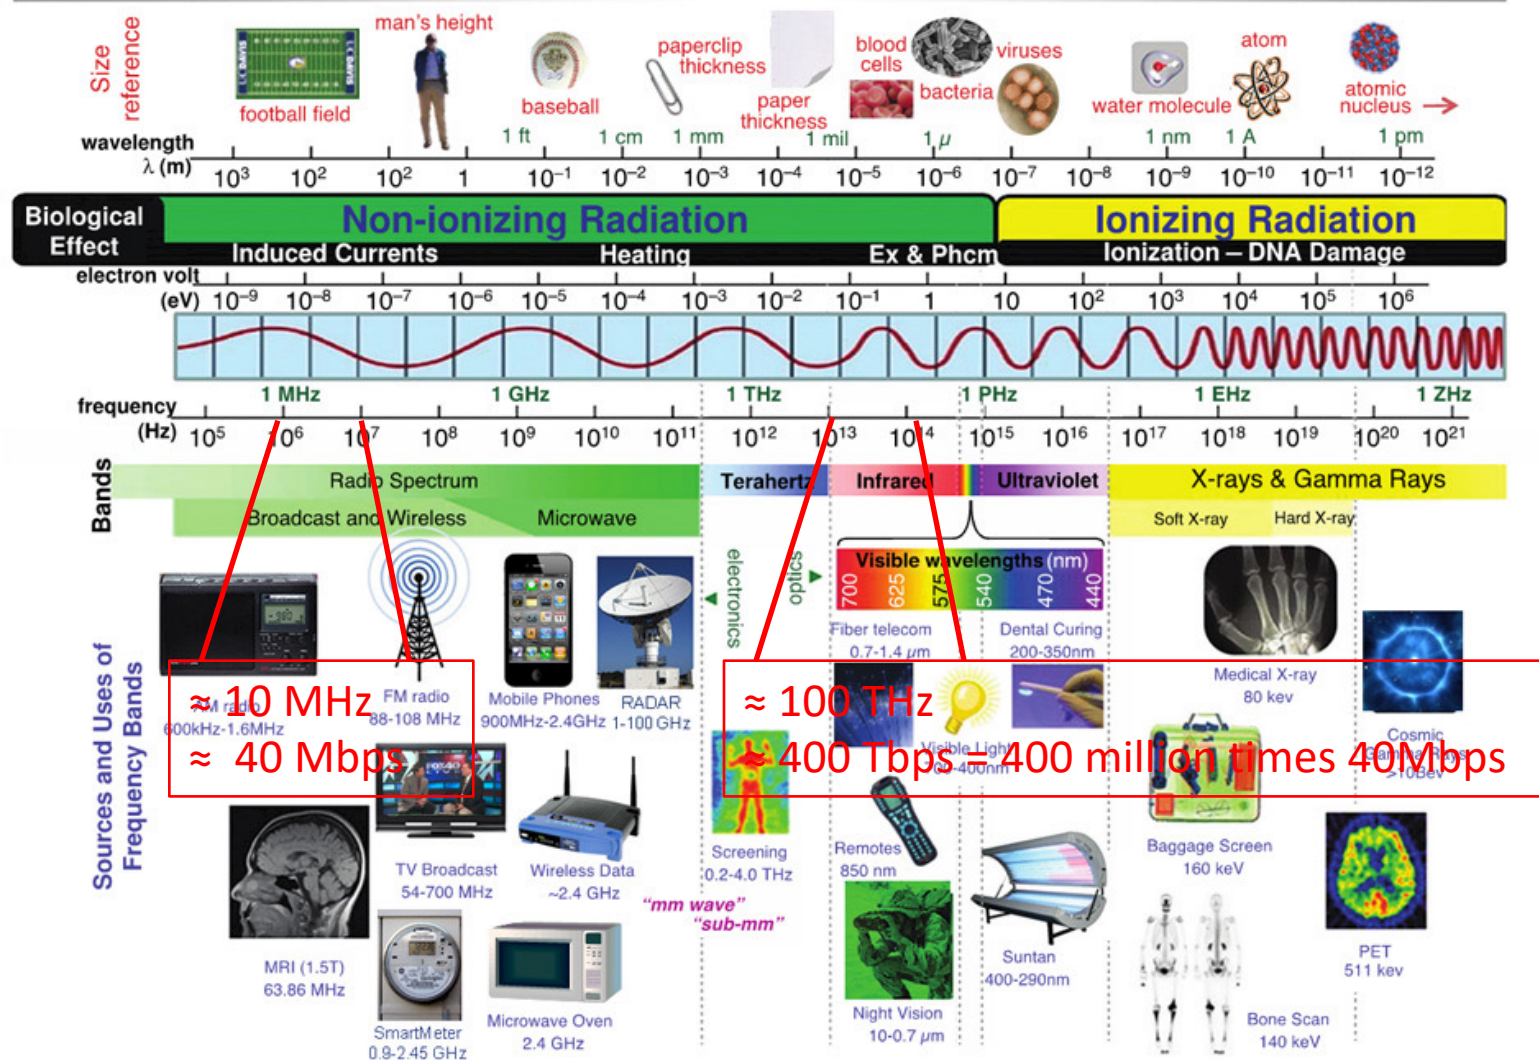 Size
reference
football field
man's height
baseball
paperclip
thickness
paper
thickness
blood
cells
bacteria
viruses
water molecule
atom
atomic
nucleus →
wavelength
λ (m)
1 ft 1 cm 1 mm 1 mil 1 µ 1 nm 1 A 1 pm
10³ 10² 10² 1 10⁻¹ 10⁻² 10⁻³ 10⁻⁴ 10⁻⁵ 10⁻⁶ 10⁻⁷ 10⁻⁸ 10⁻⁹ 10⁻¹⁰ 10⁻¹¹ 10⁻¹²
Biological
Effect
Non-ionizing Radiation
Ionizing Radiation
Induced Currents Heating Ex & Phcm
Ionization – DNA Damage
electron volt
(eV) 10⁻⁹ 10⁻⁸ 10⁻⁷ 10⁻⁶ 10⁻⁵ 10⁻⁴ 10⁻³ 10⁻² 10⁻¹ 1 10 10² 10³ 10⁴ 10⁵ 10⁶
1 MHz 1 GHz 1 THz 1 PHz 1 EHz 1 ZHz
frequency
(Hz) 10⁵ 10⁶ 10⁷ 10⁸ 10⁹ 10¹⁰ 10¹¹ 10¹² 10¹³ 10¹⁴ 10¹⁵ 10¹⁶ 10¹⁷ 10¹⁸ 10¹⁹ 10²⁰ 10²¹
Bands
Radio Spectrum
Terahertz
Infrared
Ultraviolet
X-rays & Gamma Rays
Broadcast and Wireless
Microwave
Soft X-ray
Hard X-ray
electronics
optics
Visible wavelengths (nm)
700 625 575 540 470 440
Sources and Uses of
Frequency Bands
AM radio
600kHz-1.6MHz
FM radio
88-108 MHz
Mobile Phones
900MHz-2.4GHz
RADAR
1-100 GHz
Fiber telecom
0.7-1.4 µm
Dental Curing
200-350nm
Medical X-ray
80 kev
≈ 10 MHz
≈ 40 Mbps
≈ 100 THz
≈ 400 Tbps = 400 million times 40Mbps
Visible Light
700-400nm
Cosmic
Gamma Rays
>10Bev
TV Broadcast
54-700 MHz
Wireless Data
~2.4 GHz
Screening
0.2-4.0 THz
Remotes
850 nm
Baggage Screen
160 keV
"mm wave"
"sub-mm"
MRI (1.5T)
63.86 MHz
SmartMeter
0.9-2.45 GHz
Microwave Oven
2.4 GHz
Night Vision
10-0.7 µm
Suntan
400-290nm
PET
511 kev
Bone Scan
140 keV